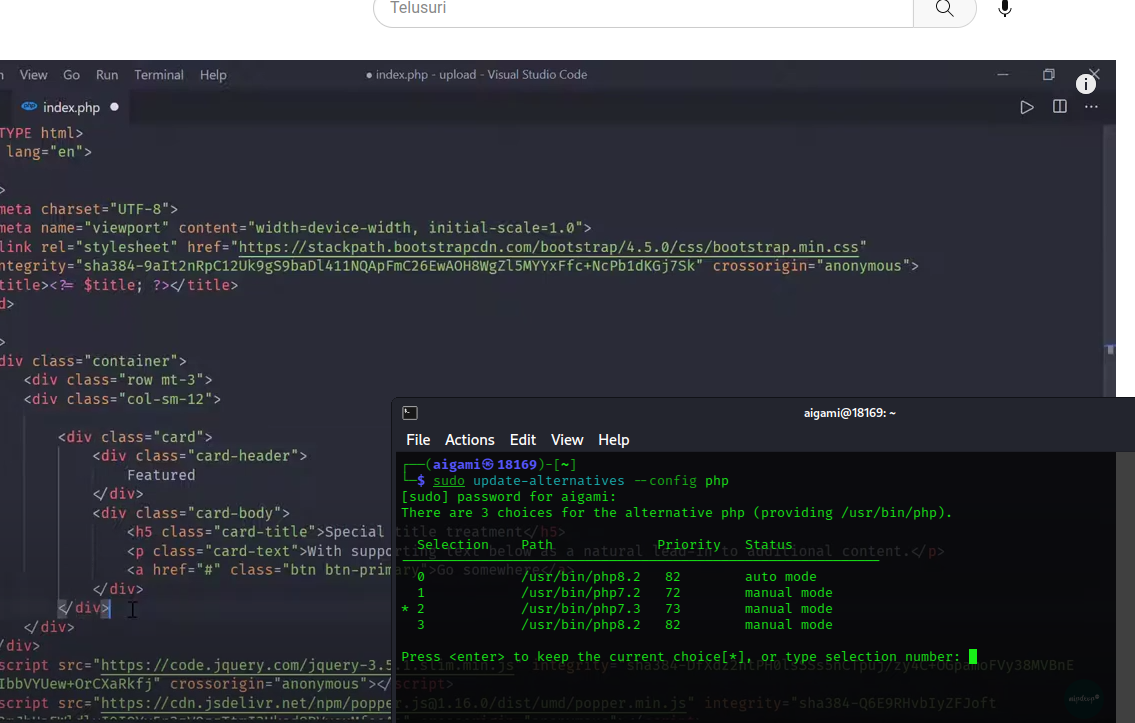 Telusuri
View Go Run Terminal Help
● index.php - upload - Visual Studio Code
index.php ●
TYPE html>
lang="en">
>
meta charset="UTF-8">
meta name="viewport" content="width=device-width, initial-scale=1.0">
link rel="stylesheet" href="https://stackpath.bootstrapcdn.com/bootstrap/4.5.0/css/bootstrap.min.css"
ntegrity="sha384-9aIt2nRpC12Uk9gS9baDl411NQApFmC26EwAOH8WgZl5MYYxFfc+NcPb1dKGj7Sk" crossorigin="anonymous">
title><?= $title; ?></title>
d>
>
div class="container">
<div class="row mt-3">
<div class="col-sm-12">
<div class="card">
<div class="card-header">
Featured
</div>
<div class="card-body">
<h5 class="card-title">Special title treatment</h5>
<p class="card-text">With supporting text below as a natural lead-in to additional content.</p>
<a href="#" class="btn btn-primary">Go somewhere</a>
</div>
</div>
</div>
/div>
script src="https://code.jquery.com/jquery-3.5.1.slim.min.js" integrity=
IbbVYUew+OrCXaRkfj" crossorigin="anonymous"></script>
script src="https://cdn.jsdelivr.net/npm/popper.js@1.16.0/dist/umd/popper.min.js" integrity="sha384-Q6E9RHvbIyZFJoft
aigami@18169: ~
File Actions Edit View Help
┌──(aigami㉿18169)-[~]
└─$ sudo update-alternatives --config php
[sudo] password for aigami:
There are 3 choices for the alternative php (providing /usr/bin/php).
Selection Path Priority Status
0 /usr/bin/php8.2 82 auto mode
1 /usr/bin/php7.2 72 manual mode
* 2 /usr/bin/php7.3 73 manual mode
3 /usr/bin/php8.2 82 manual mode
Press <enter> to keep the current choice[*], or type selection number: